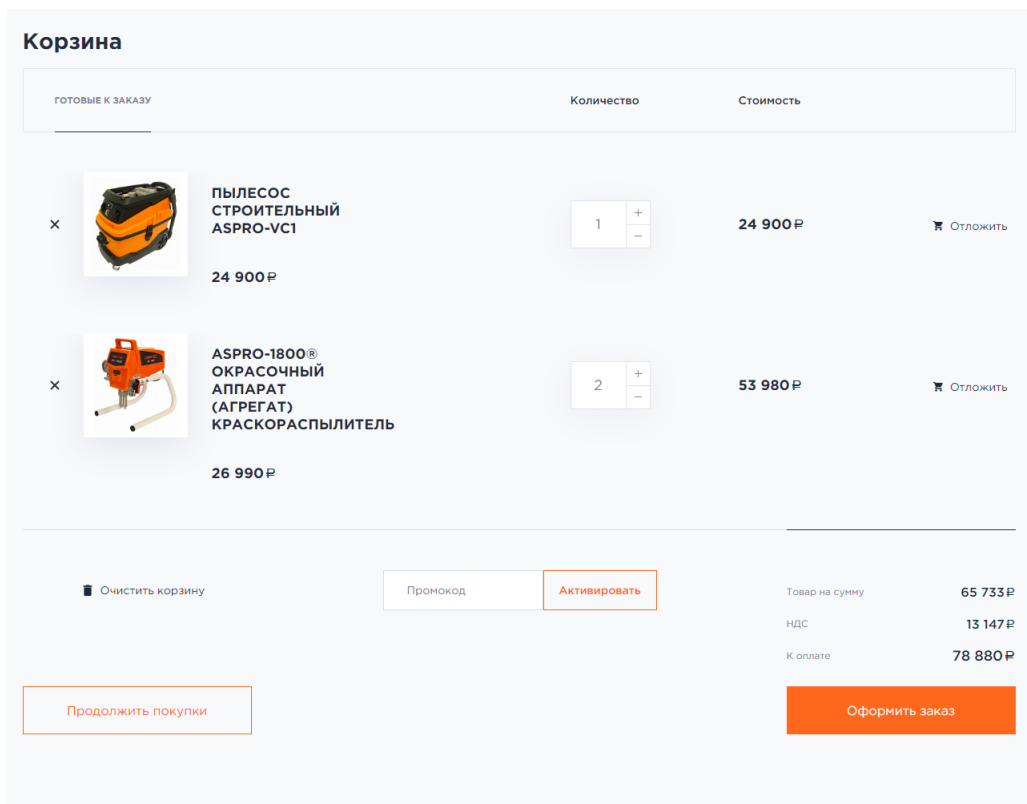 Корзина
ГОТОВЫЕ К ЗАКАЗУ
Количество
Стоимость
ПЫЛЕСОС
СТРОИТЕЛЬНЫЙ
ASPRO-VC1
24 900 ₽
1
+
−
24 900 ₽
Отложить
ASPRO-1800®
ОКРАСОЧНЫЙ
АППАРАТ
(АГРЕГАТ)
КРАСКОРАСПЫЛИТЕЛЬ
26 990 ₽
2
+
−
53 980 ₽
Отложить
Очистить корзину
Промокод
Активировать
Товар на сумму 65 733 ₽
НДС 13 147 ₽
К оплате 78 880 ₽
Продолжить покупки
Оформить заказ